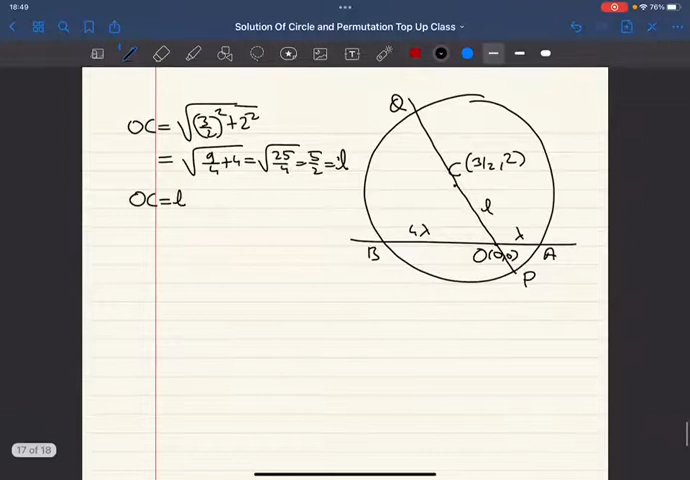 18:49
76%
Solution Of Circle and Permutation Top Up Class
OC = √((3/2)² + 2²)
= √(9/4 + 4) = √(25/4) = 5/2 = l
OC = l
Q
C (3/2, 2)
l
4λ
λ
B
O(0,0)
A
P
17 of 18